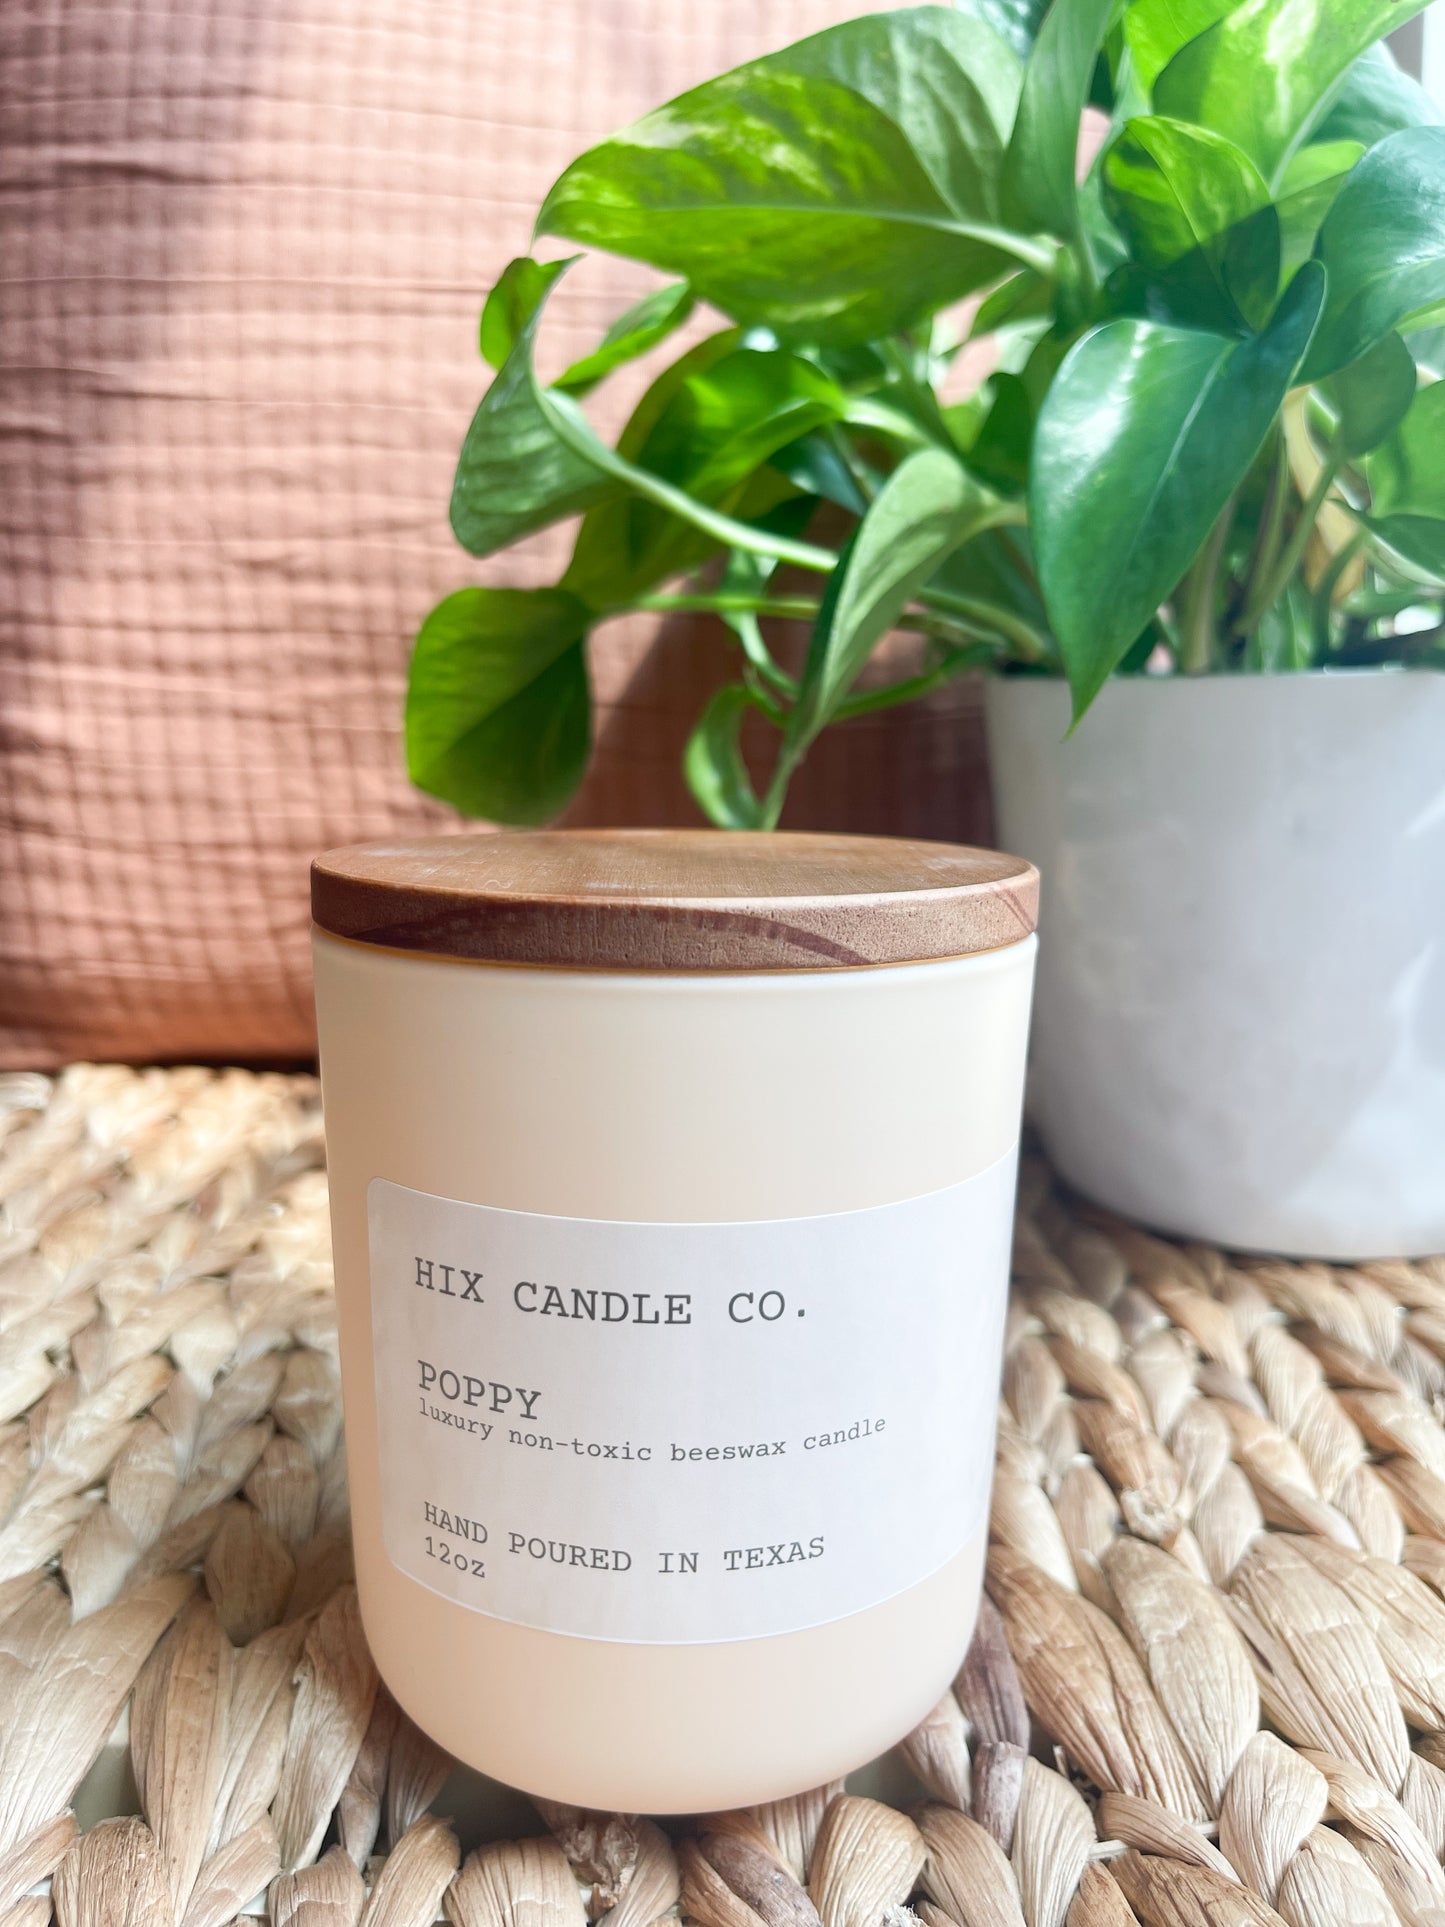 HIX CANDLE CO.
POPPY
luxury non-toxic beeswax candle
HAND POURED IN TEXAS
12oz